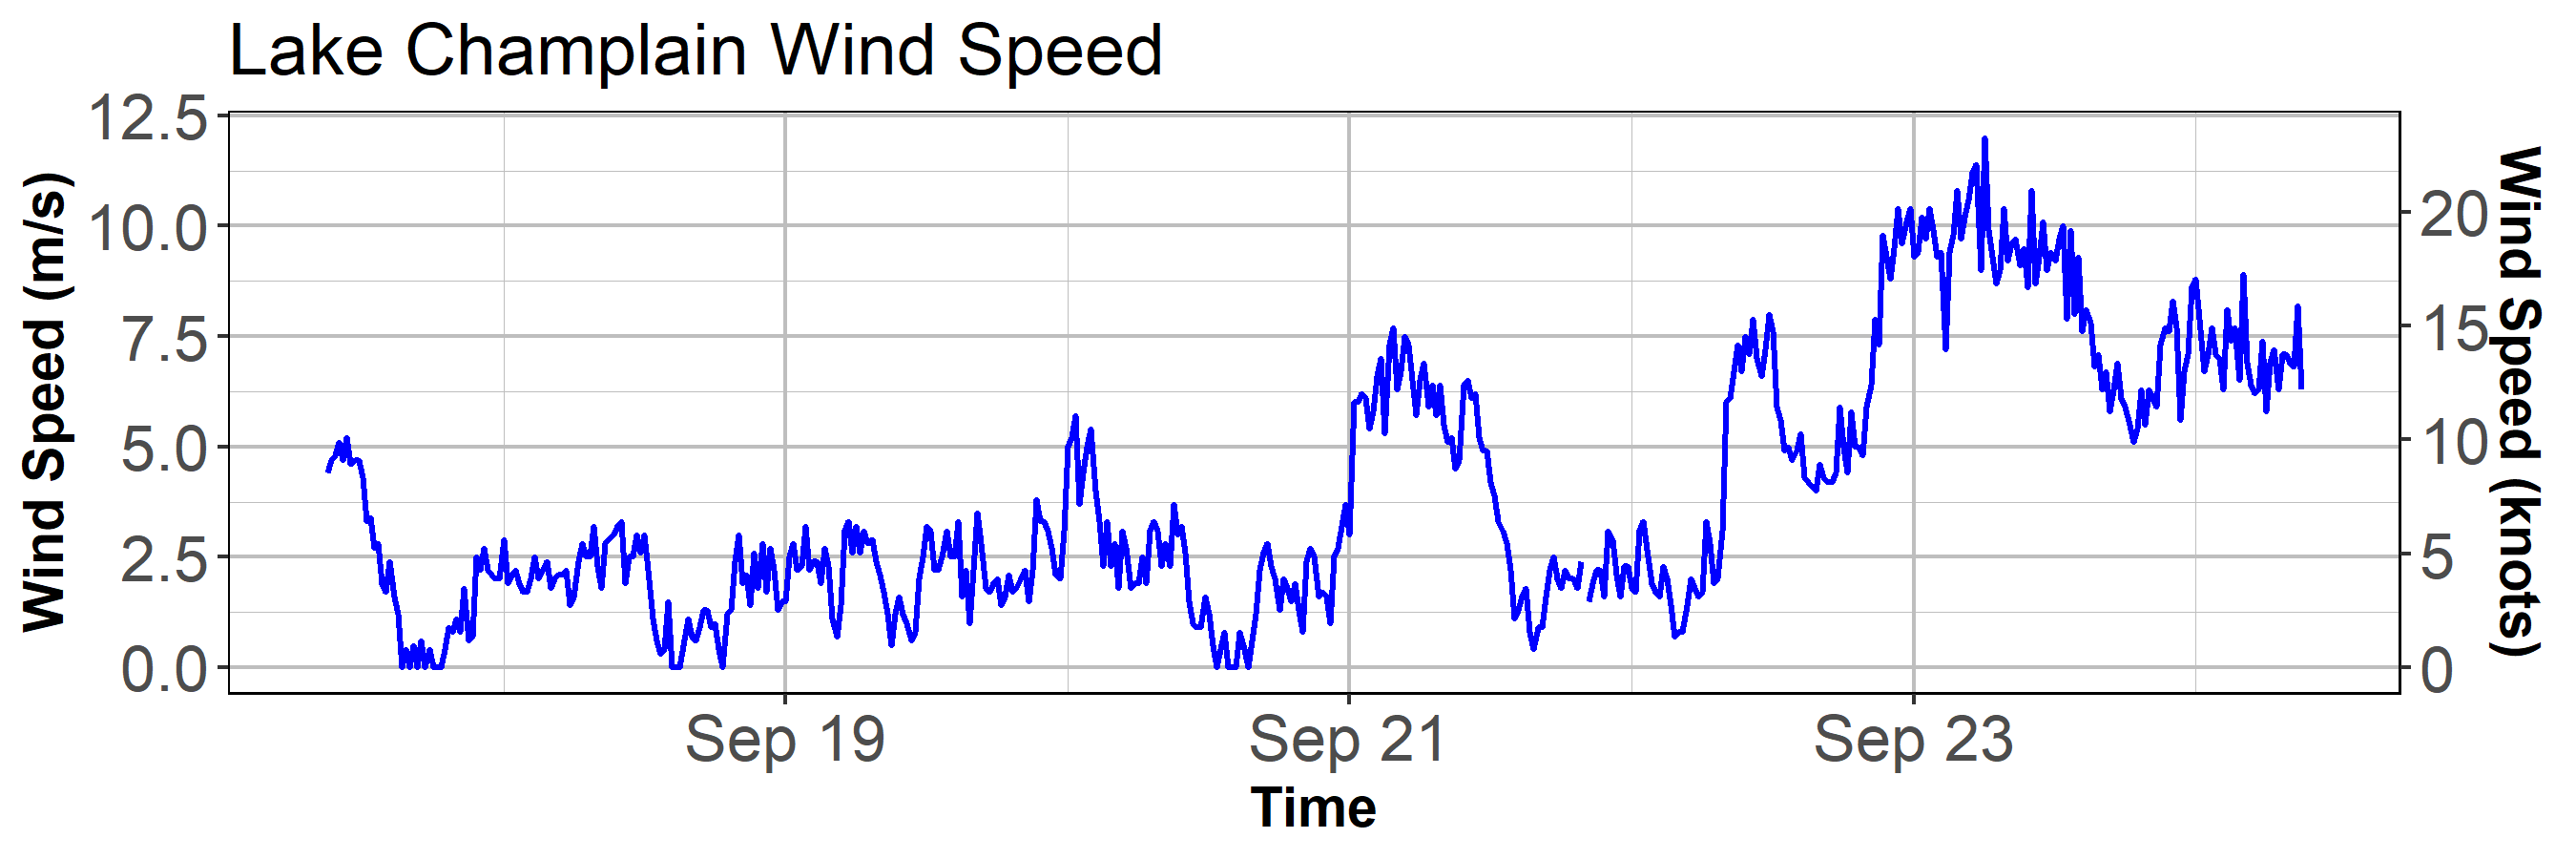 Lake Champlain Wind Speed
Wind Speed (m/s)
12.5
10.0
7.5
5.0
2.5
0.0
20
15
10
5
0
Wind Speed (knots)
Sep 19
Sep 21
Sep 23
Time